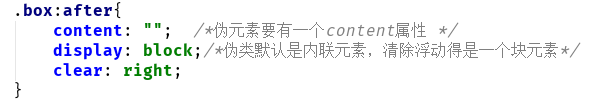 .box:after{
content: "";  /*伪元素要有一个content属性 */
display: block;/*伪类默认是内联元素，清除浮动得是一个块元素*/
clear: right;
}